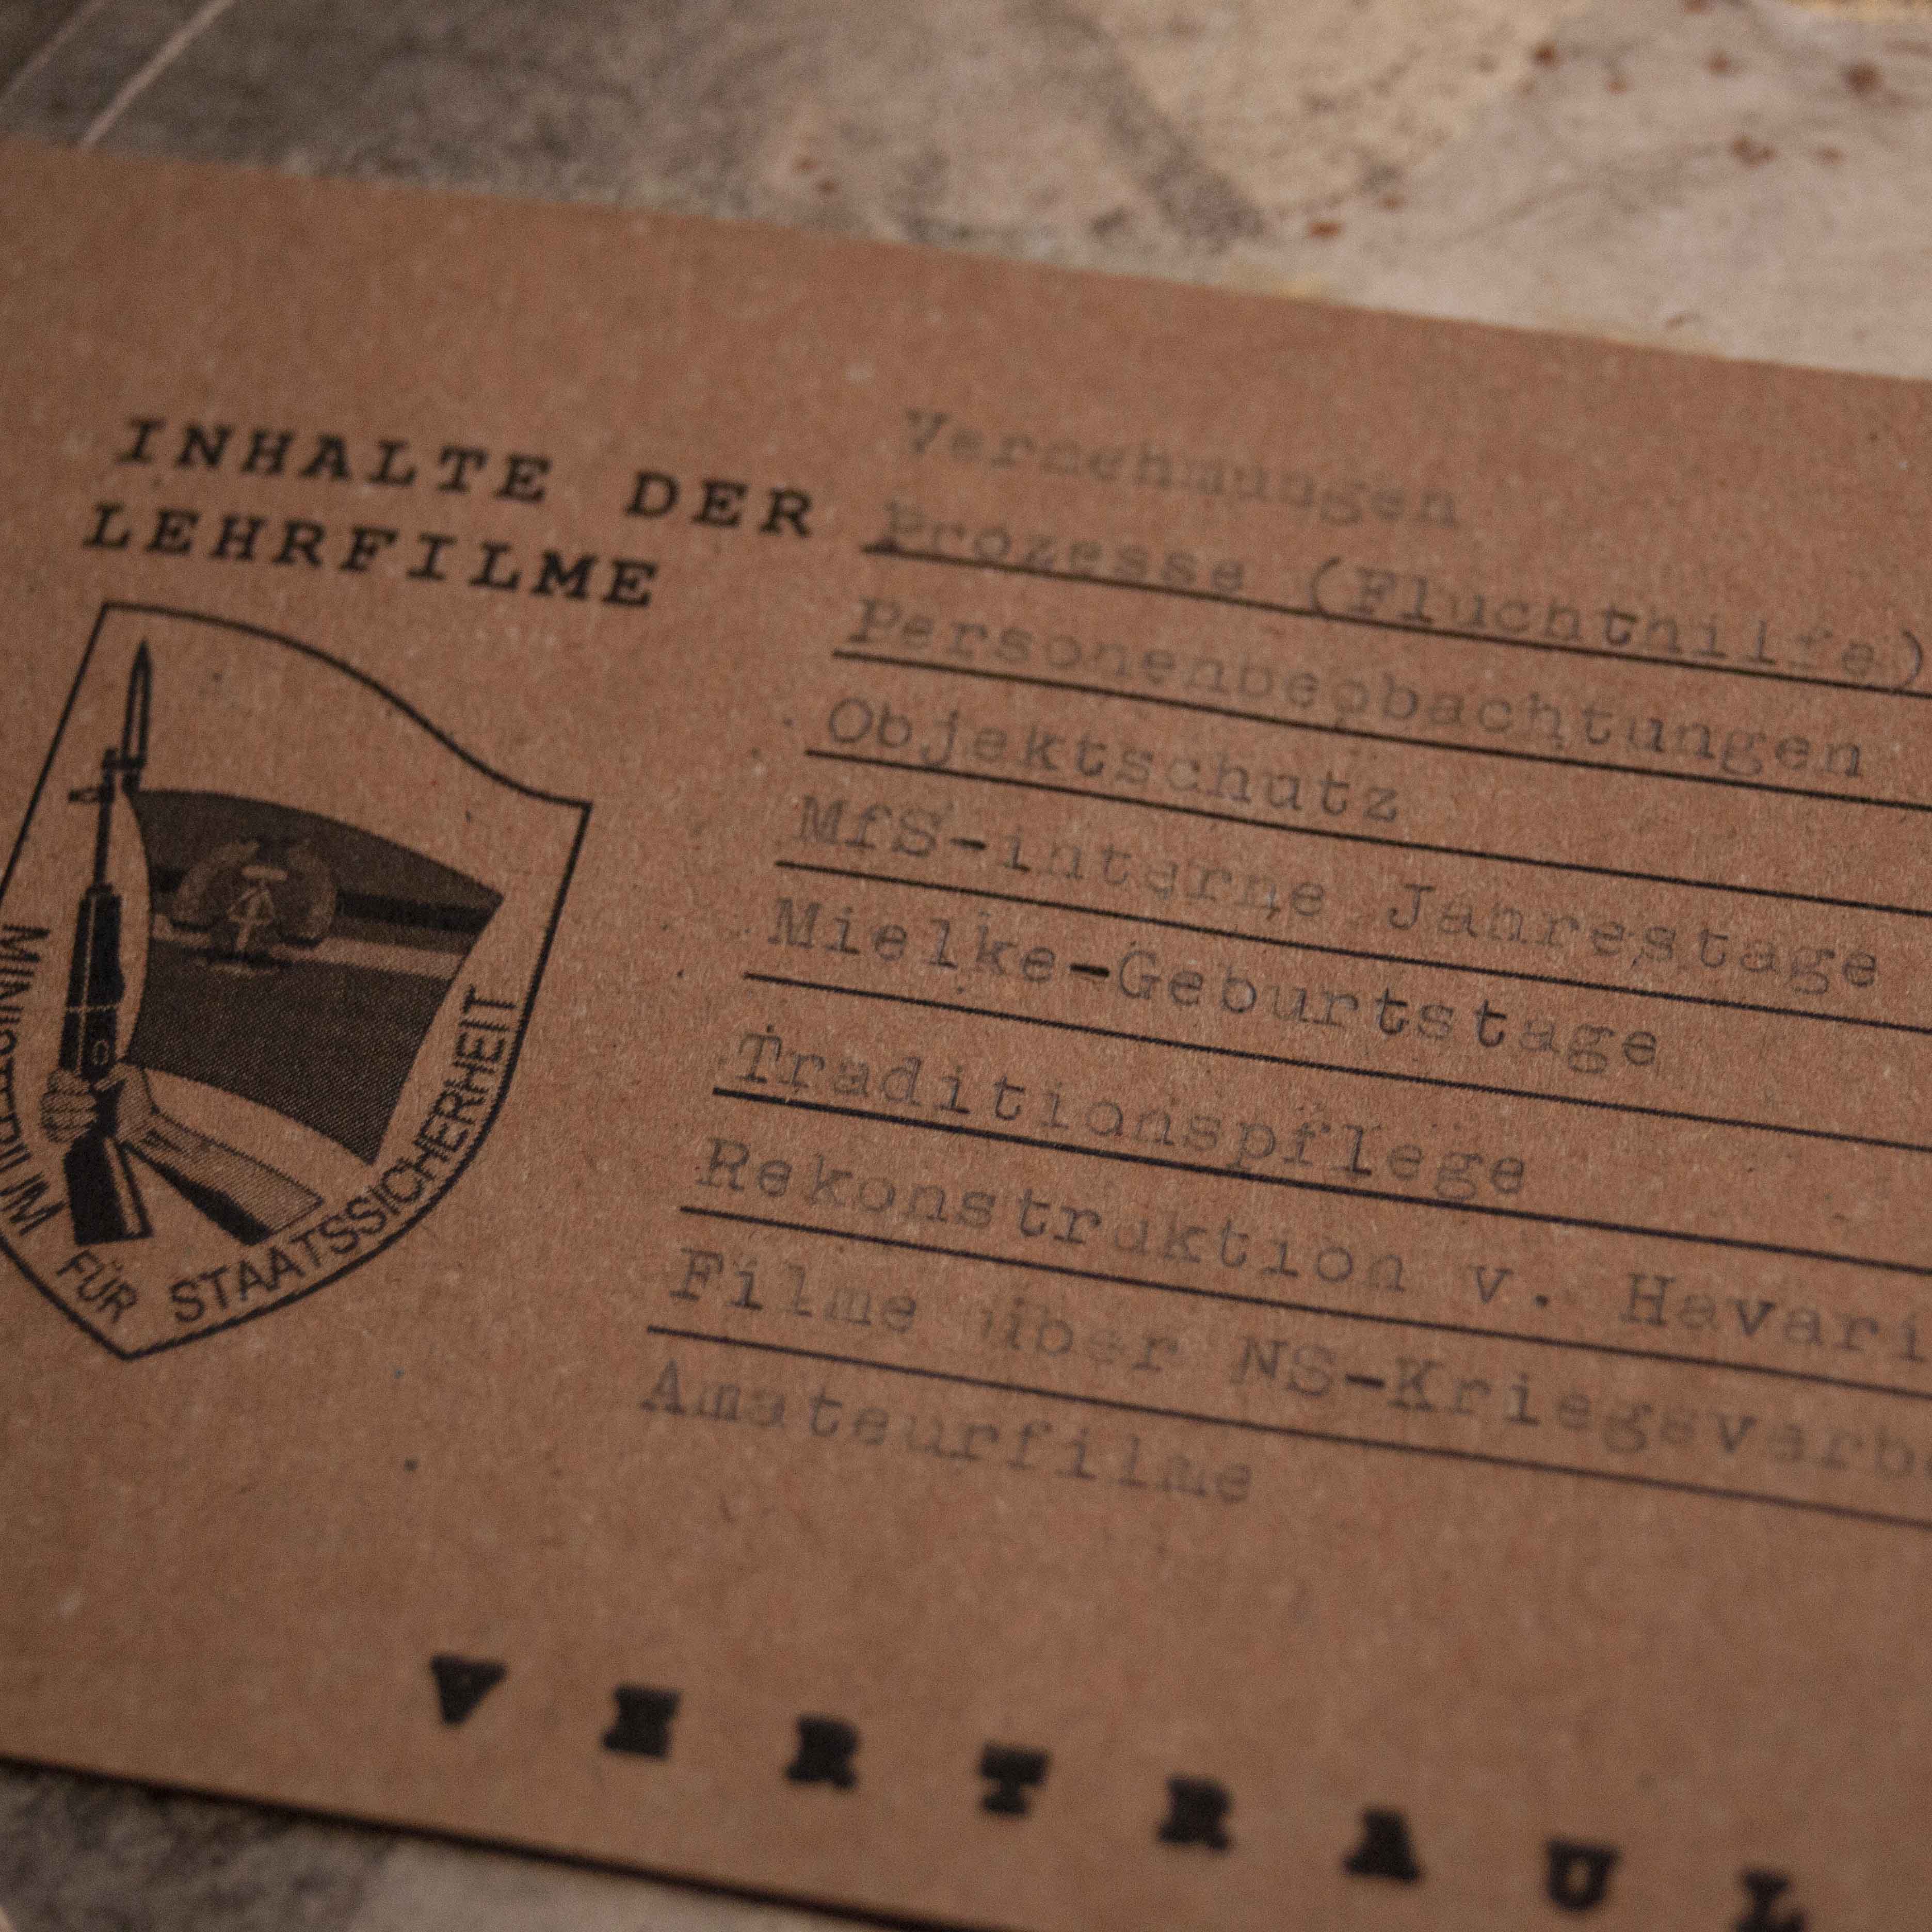 INHALTE DER
LEHRFILME
Vernehmungen
Prozesse (Fluchthilfe)
Personenbeobachtungen
Objektschutz
MfS-interne Jahrestage
Mielke-Geburtstage
Traditionspflege
Rekonstruktion v. Havari
Filme über NS-Kriegsverb
Amateurfilme
MINISTERIUM FÜR STAATSSICHERHEIT
VERTRAUL